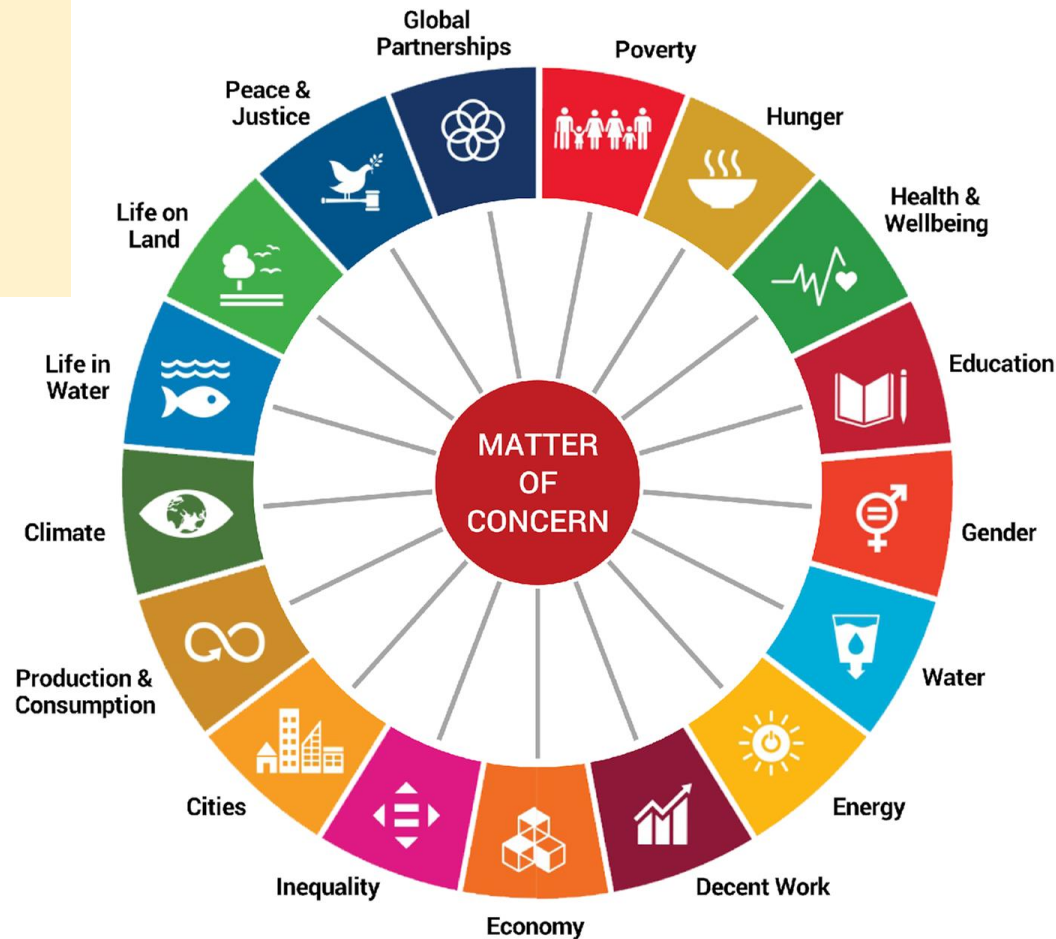 Global
Partnerships
Poverty
Hunger
Health &
Wellbeing
Education
Gender
Water
Energy
Decent Work
Economy
Inequality
Cities
Production &
Consumption
Climate
Life in
Water
Life on
Land
Peace &
Justice
MATTER
OF
CONCERN